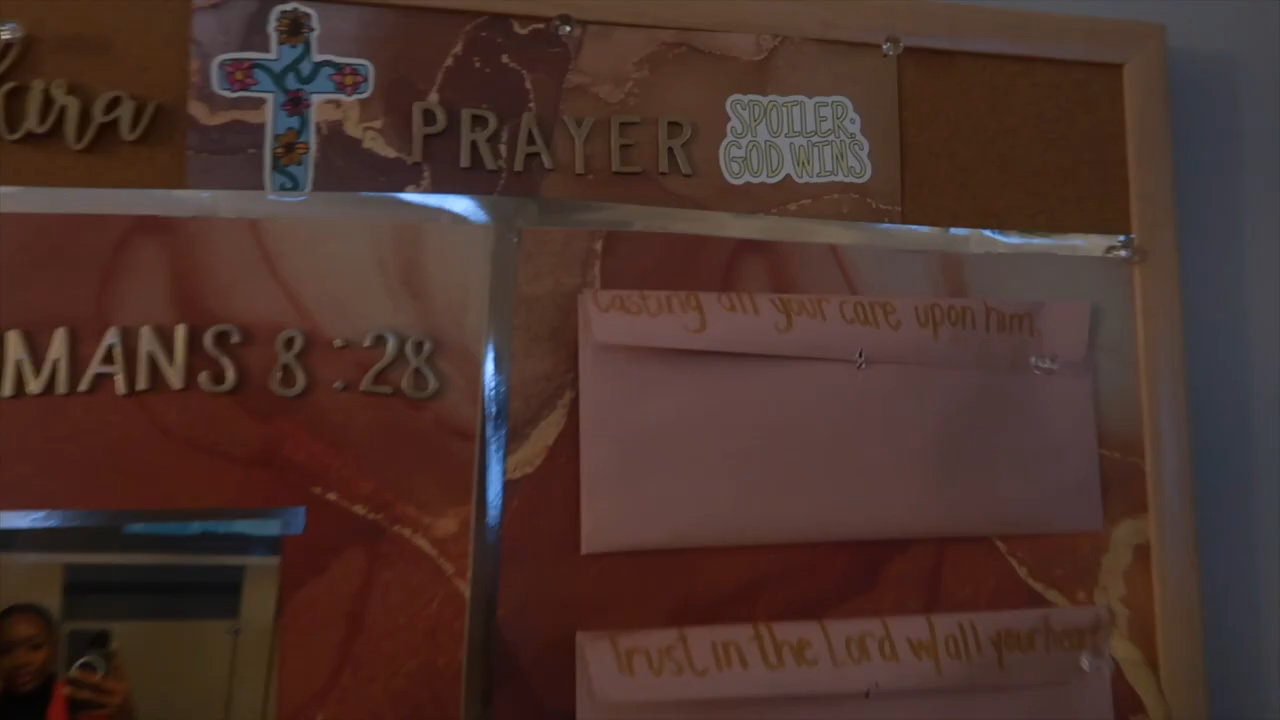 PRAYER
SPOILER:
GOD WINS
MANS 8:28
Casting all your care upon him
Trust in the Lord w/all your heart